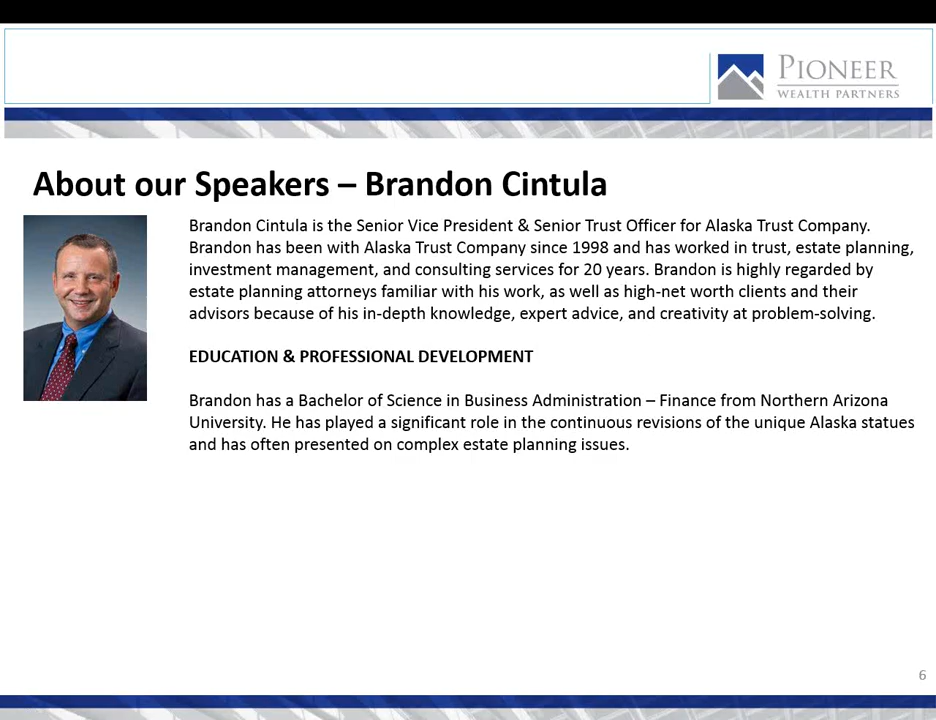 PIONEER
WEALTH PARTNERS
About our Speakers – Brandon Cintula
Brandon Cintula is the Senior Vice President & Senior Trust Officer for Alaska Trust Company.
Brandon has been with Alaska Trust Company since 1998 and has worked in trust, estate planning,
investment management, and consulting services for 20 years. Brandon is highly regarded by
estate planning attorneys familiar with his work, as well as high-net worth clients and their
advisors because of his in-depth knowledge, expert advice, and creativity at problem-solving.
EDUCATION & PROFESSIONAL DEVELOPMENT
Brandon has a Bachelor of Science in Business Administration – Finance from Northern Arizona
University. He has played a significant role in the continuous revisions of the unique Alaska statues
and has often presented on complex estate planning issues.
6